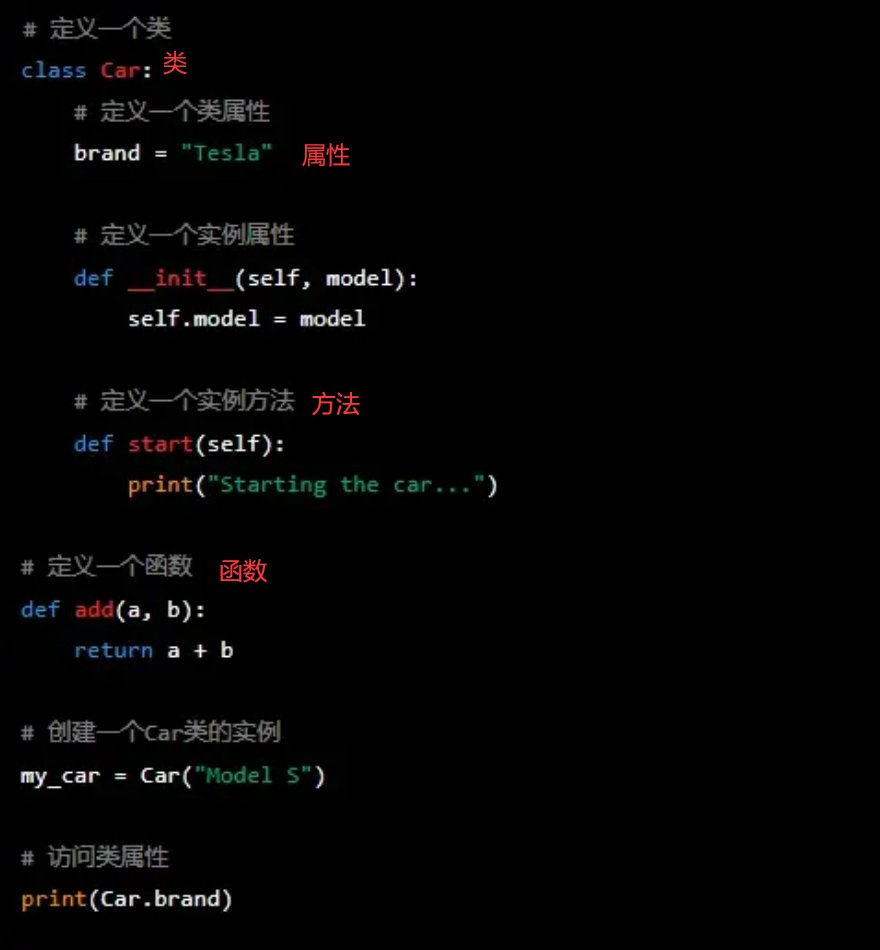 # 定义一个类
class Car: 类
    # 定义一个类属性
    brand = "Tesla" 属性
    # 定义一个实例属性
    def __init__(self, model):
        self.model = model
    # 定义一个实例方法 方法
    def start(self):
        print("Starting the car...")
# 定义一个函数 函数
def add(a, b):
    return a + b
# 创建一个Car类的实例
my_car = Car("Model S")
# 访问类属性
print(Car.brand)